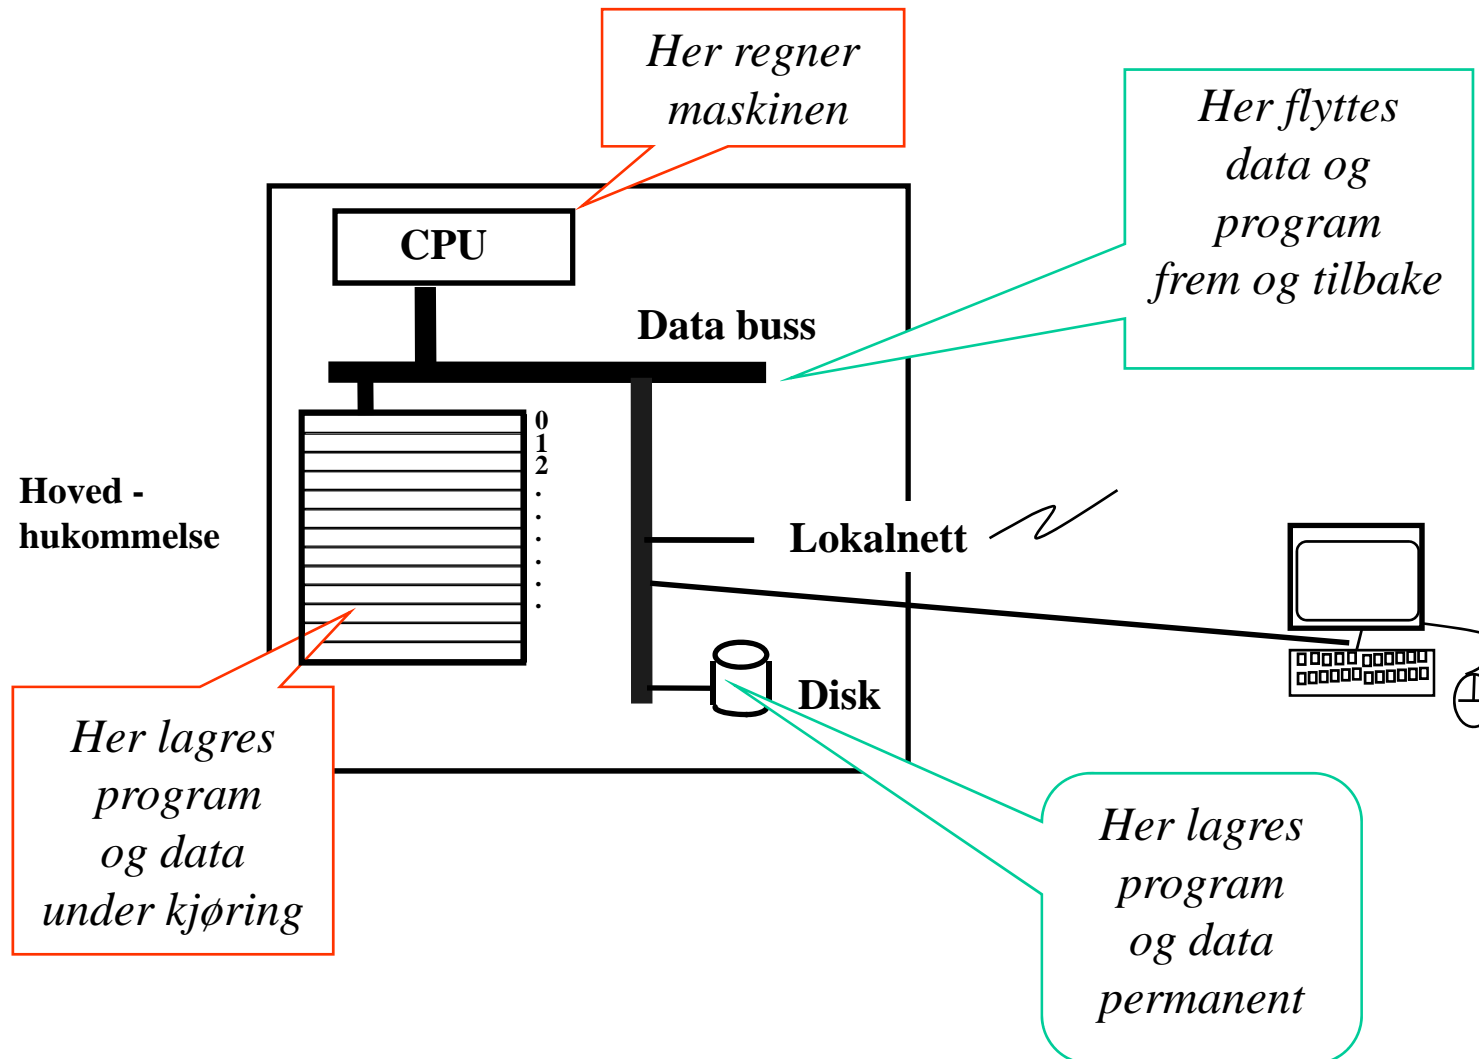 Her regner
maskinen
Her flyttes
data og
program
frem og tilbake
CPU
Data buss
0
1
2
.
.
.
.
.
.
.
Hoved -
hukommelse
Lokalnett
Disk
Her lagres
program
og data
under kjøring
Her lagres
program
og data
permanent